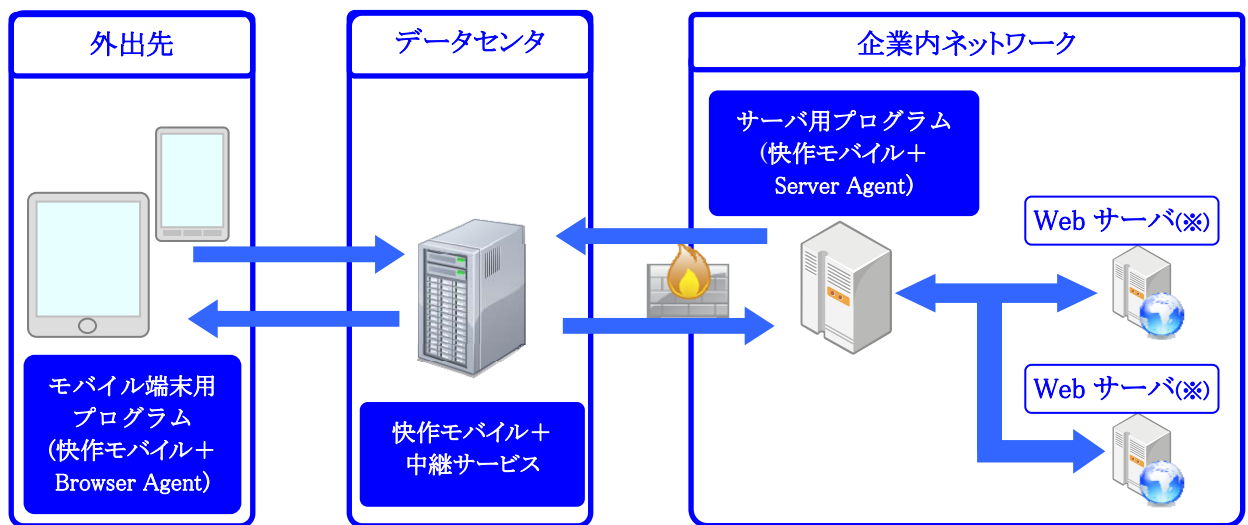 外出先
データセンタ
企業内ネットワーク
サーバ用プログラム
(快作モバイル＋
Server Agent)
Web サーバ(※)
Web サーバ(※)
モバイル端末用
プログラム
(快作モバイル＋
Browser Agent)
快作モバイル＋
中継サービス